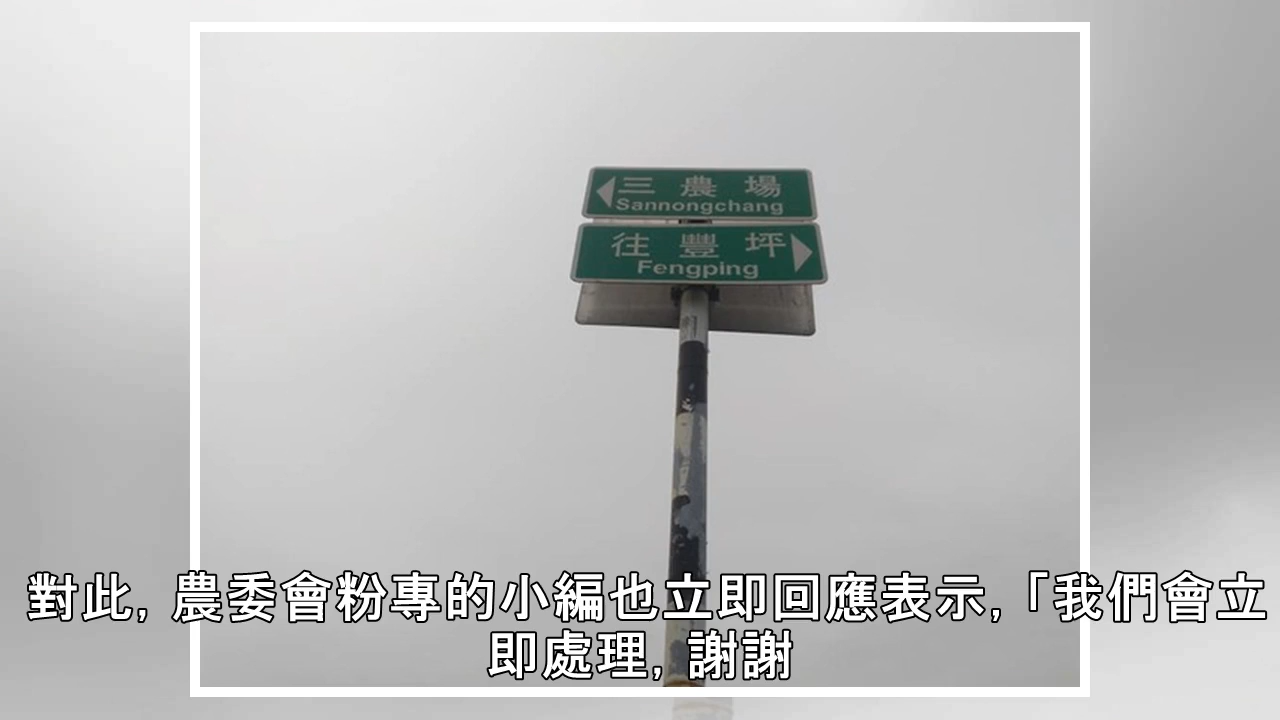 三農場
Sannongchang
往豐坪
Fengping
對此, 農委會粉專的小編也立即回應表示,「我們會立
即處理, 謝謝